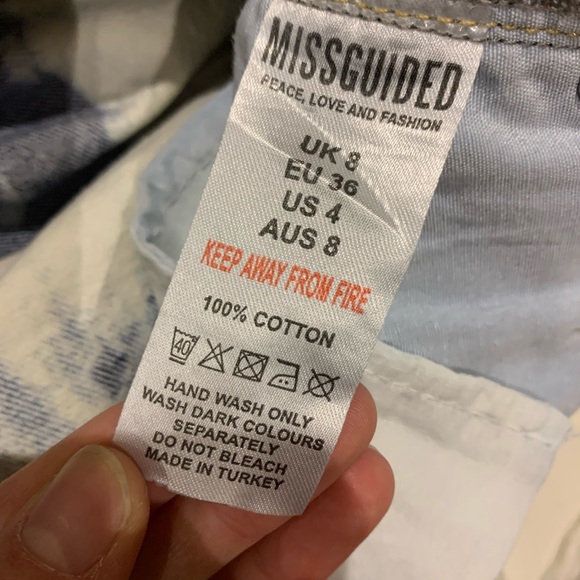 MISSGUIDED
PEACE, LOVE AND FASHION
UK 8
EU 36
US 4
AUS 8
KEEP AWAY FROM FIRE
100% COTTON
40
HAND WASH ONLY
WASH DARK COLOURS
SEPARATELY
DO NOT BLEACH
MADE IN TURKEY